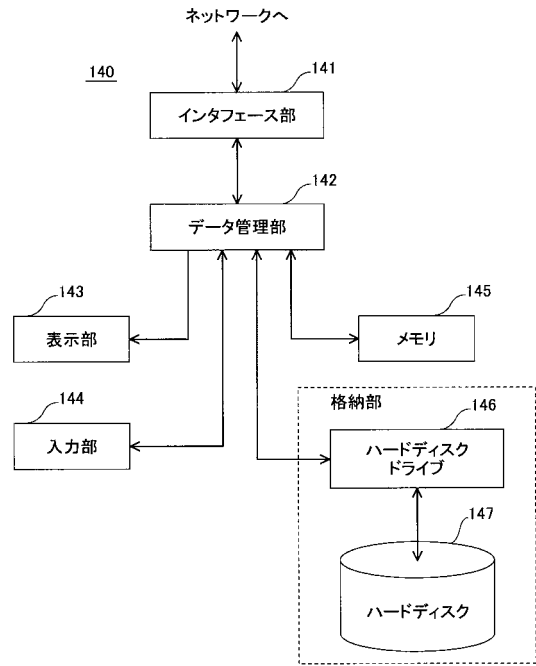 ネットワークへ
140
141
インタフェース部
142
データ管理部
143
表示部
145
メモリ
144
入力部
格納部
146
ハードディスク
ドライブ
147
ハードディスク